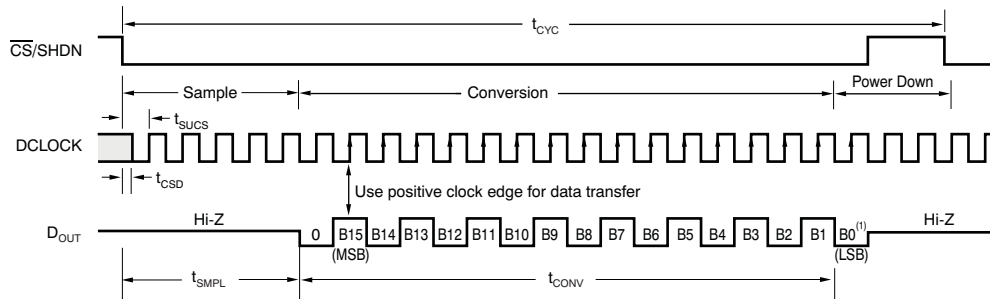 tCYC
CS/SHDN
Sample
Conversion
Power Down
tSUCS
DCLOCK
tCSD
Use positive clock edge for data transfer
Hi-Z
DOUT
0 B15 B14 B13 B12 B11 B10 B9 B8 B7 B6 B5 B4 B3 B2 B1 B0(1)
Hi-Z
(MSB)
(LSB)
tSMPL
tCONV